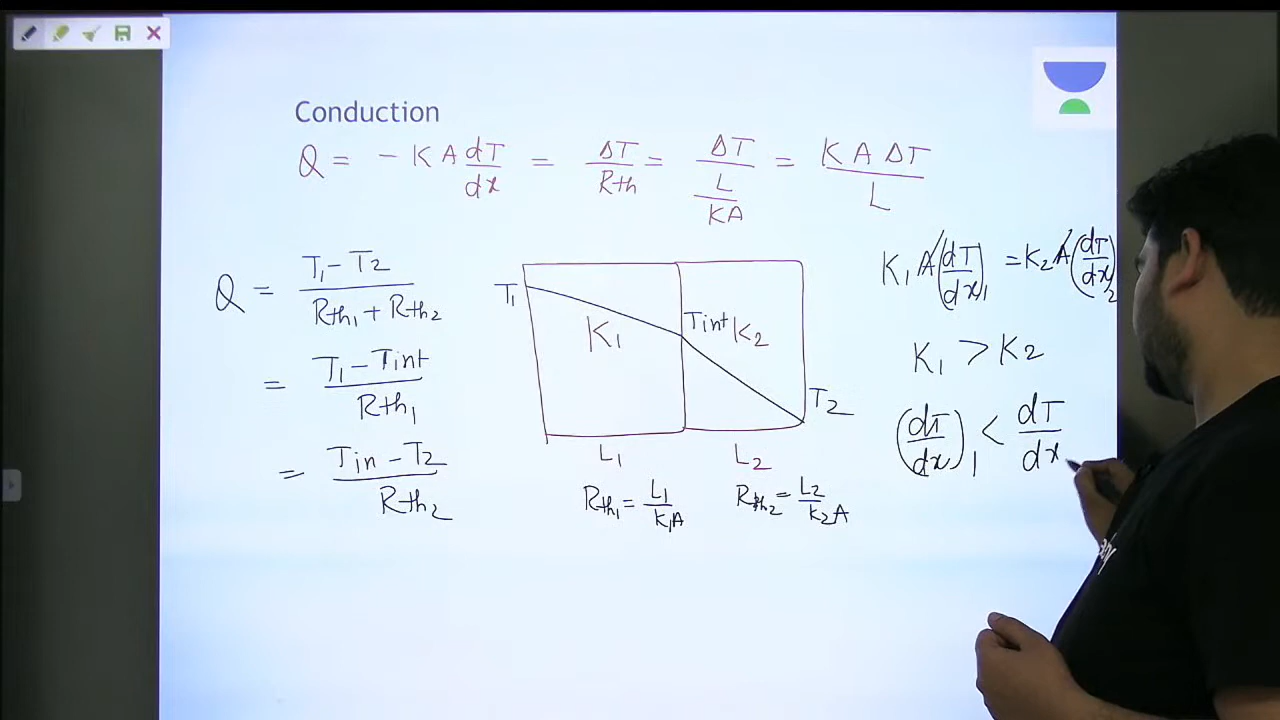 Conduction
Q = - K A dT/dx = ΔT/Rth = ΔT/(L/KA) = K A ΔT/L
Q = (T1 - T2)/(Rth1 + Rth2)
= (T1 - Tint)/Rth1
= (Tin - T2)/Rth2
T1
K1
Tint
K2
T2
L1
L2
Rth1 = L1/k1A
Rth2 = L2/k2A
K1 A (dT/dx)1 = K2 A (dT/dx)2
K1 > K2
(dT/dx)1 < dT/dx